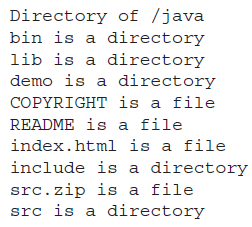 Directory of /java
bin is a directory
lib is a directory
demo is a directory
COPYRIGHT is a file
README is a file
index.html is a file
include is a directory
src.zip is a file
src is a directory